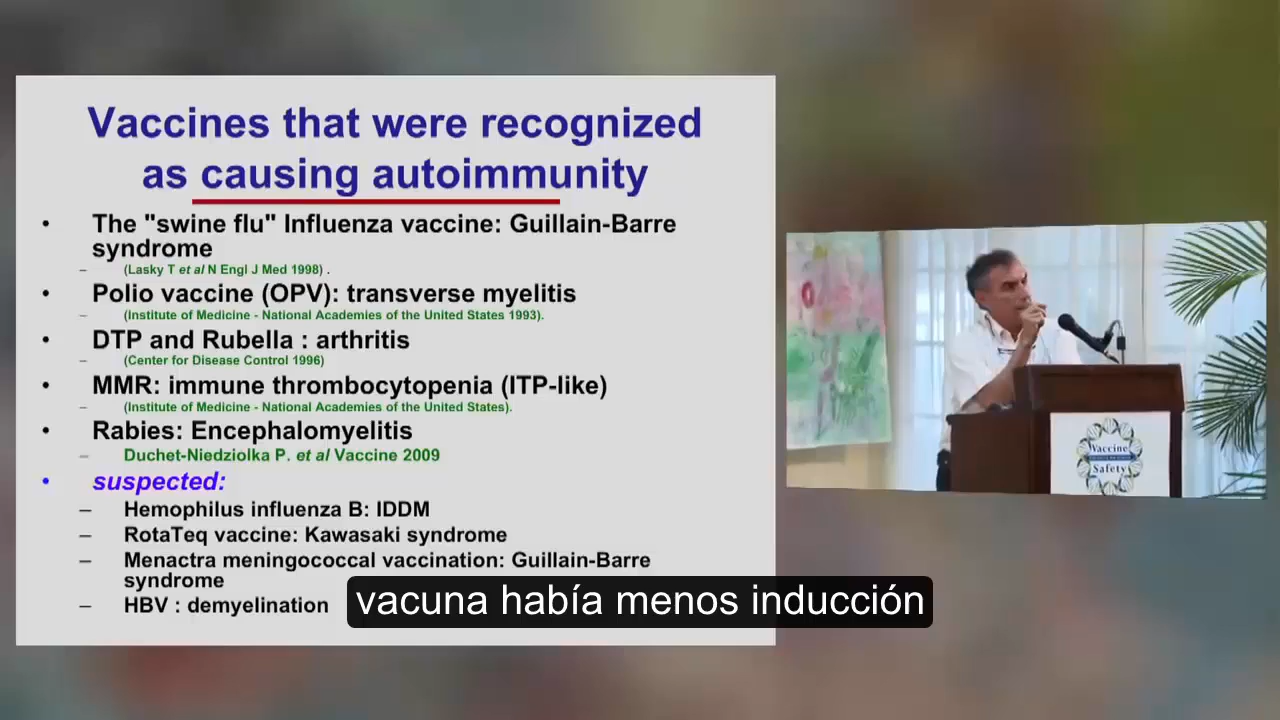 Vaccines that were recognized
as causing autoimmunity
• The "swine flu" Influenza vaccine: Guillain-Barre
syndrome
– (Lasky T et al N Engl J Med 1998) .
• Polio vaccine (OPV): transverse myelitis
– (Institute of Medicine - National Academies of the United States 1993).
• DTP and Rubella : arthritis
– (Center for Disease Control 1996)
• MMR: immune thrombocytopenia (ITP-like)
– (Institute of Medicine - National Academies of the United States).
• Rabies: Encephalomyelitis
– Duchet-Niedziolka P. et al Vaccine 2009
• suspected:
– Hemophilus influenza B: IDDM
– RotaTeq vaccine: Kawasaki syndrome
– Menactra meningococcal vaccination: Guillain-Barre
syndrome
– HBV : demyelination
vacuna había menos inducción
Vaccine
Safety